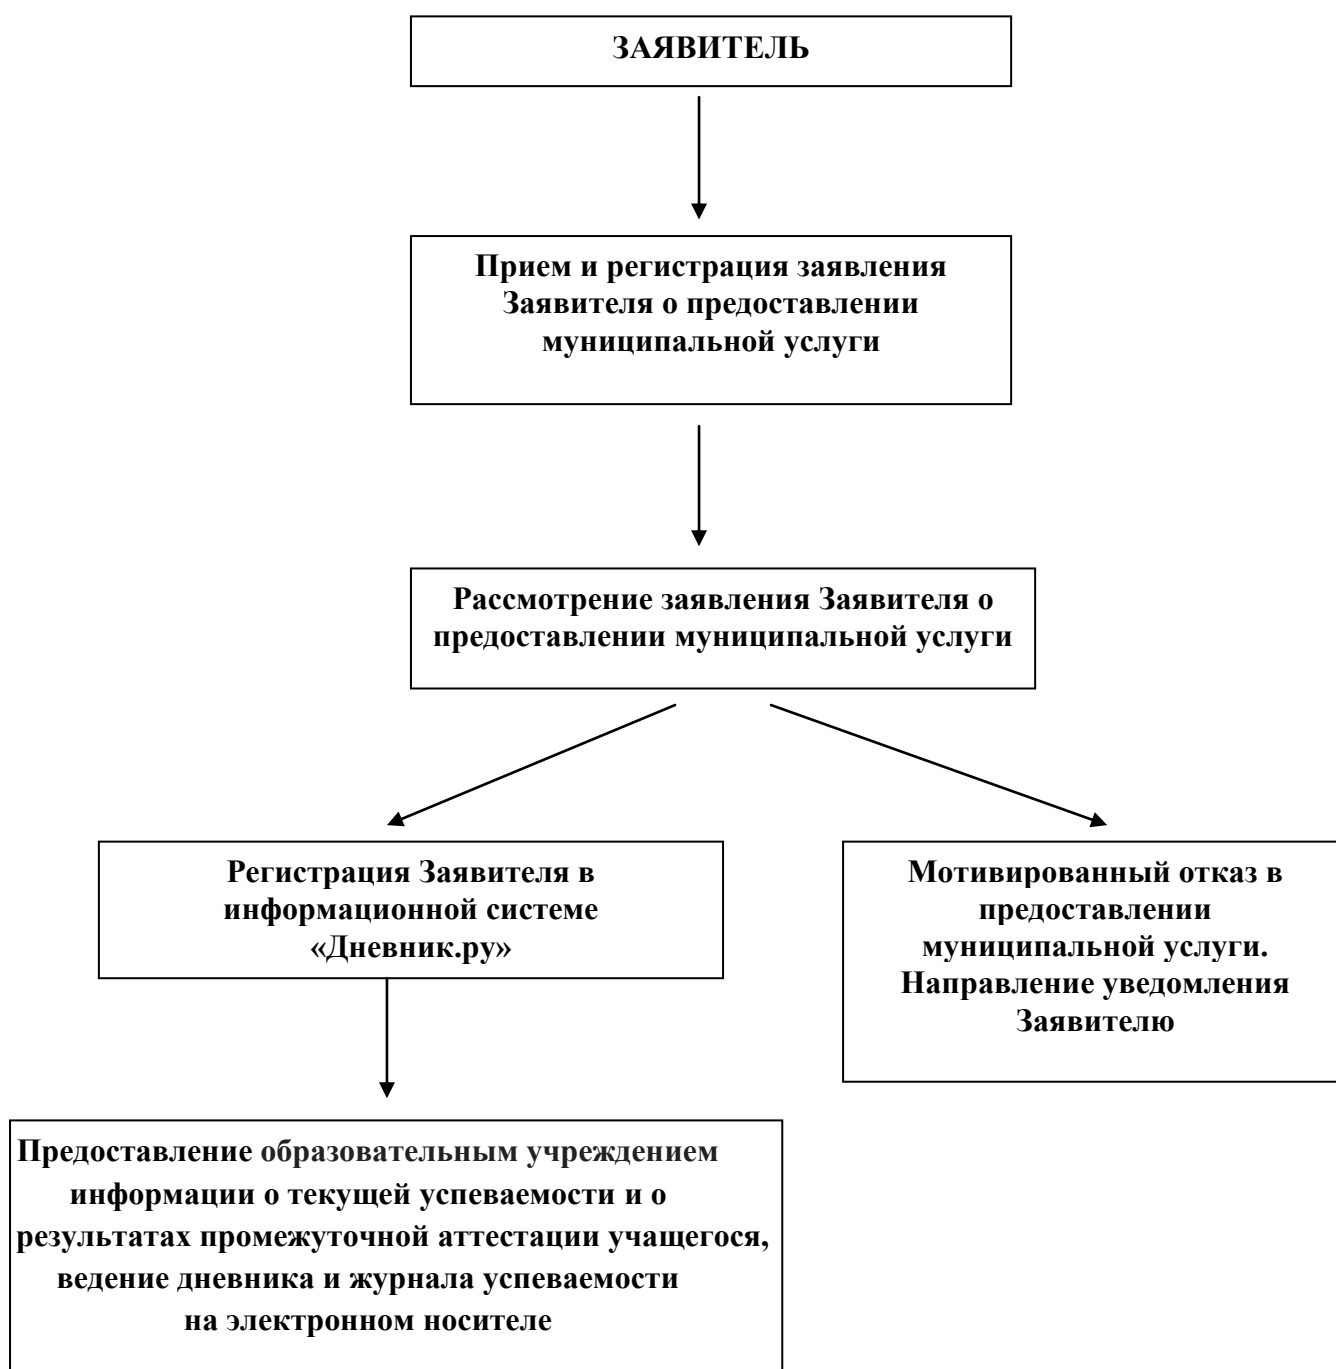 ЗАЯВИТЕЛЬ
Прием и регистрация заявления
Заявителя о предоставлении
муниципальной услуги
Рассмотрение заявления Заявителя о
предоставлении муниципальной услуги
Регистрация Заявителя в
информационной системе
«Дневник.ру»
Мотивированный отказ в
предоставлении
муниципальной услуги.
Направление уведомления
Заявителю
Предоставление образовательным учреждением
информации о текущей успеваемости и о
результатах промежуточной аттестации учащегося,
ведение дневника и журнала успеваемости
на электронном носителе